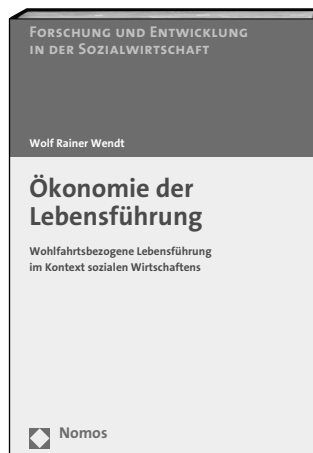 Forschung und Entwicklung
in der Sozialwirtschaft
Wolf Rainer Wendt
Ökonomie der
Lebensführung
Wohlfahrtsbezogene Lebensführung
im Kontext sozialen Wirtschaftens
Nomos